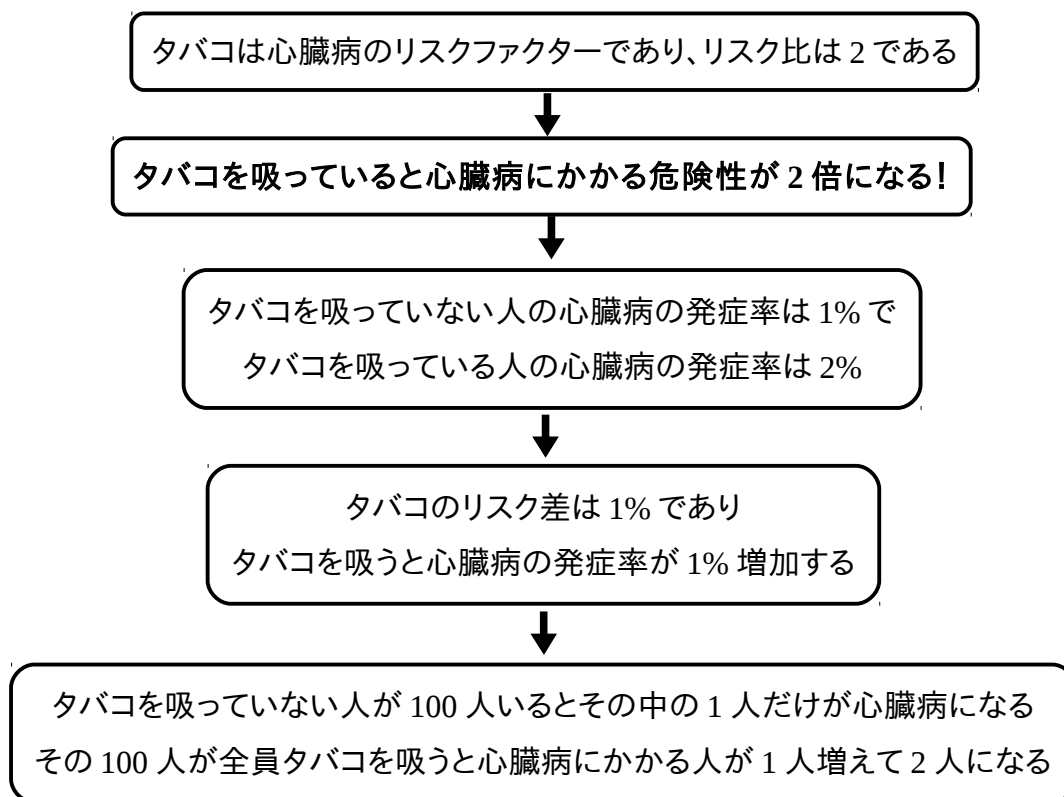 タバコは心臓病のリスクファクターであり、リスク比は 2 である
タバコを吸っていると心臓病にかかる危険性が 2 倍になる!
タバコを吸っていない人の心臓病の発症率は 1% で
タバコを吸っている人の心臓病の発症率は 2%
タバコのリスク差は 1% であり
タバコを吸うと心臓病の発症率が 1% 増加する
タバコを吸っていない人が 100 人いるとその中の 1 人だけが心臓病になる
その 100 人が全員タバコを吸うと心臓病にかかる人が 1 人増えて 2 人になる